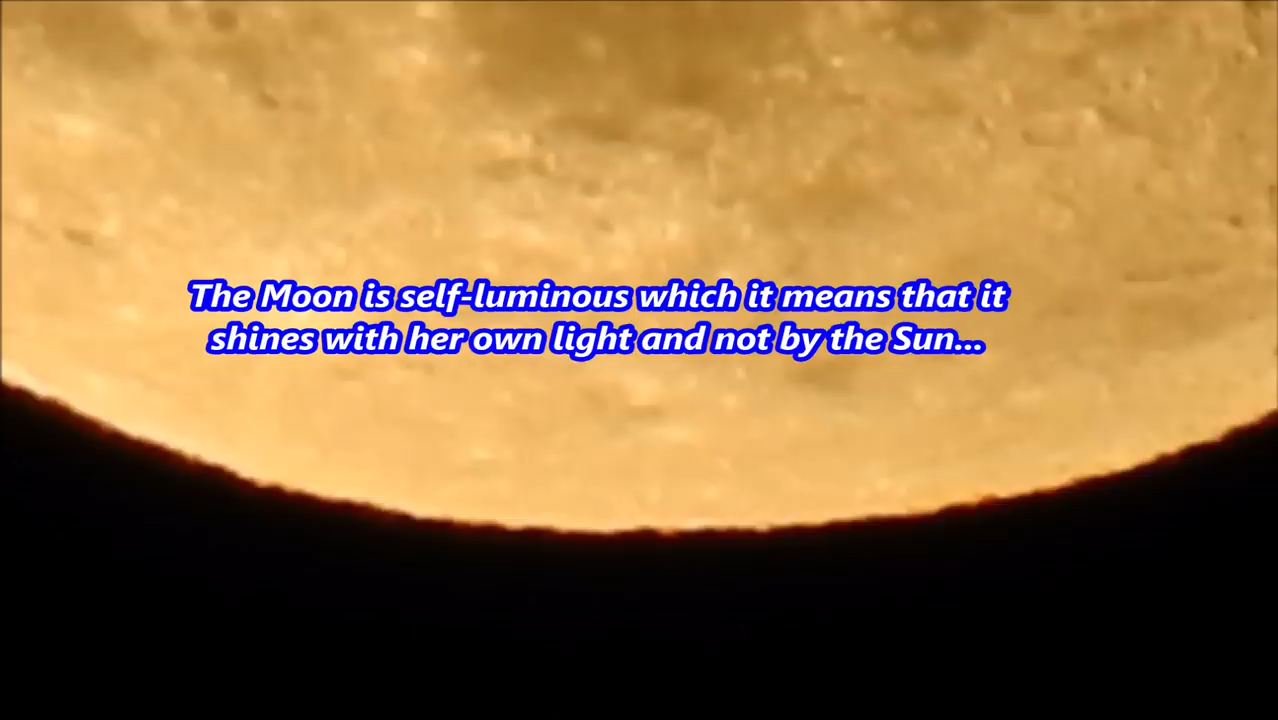 The Moon is self-luminous which it means that it
shines with her own light and not by the Sun...